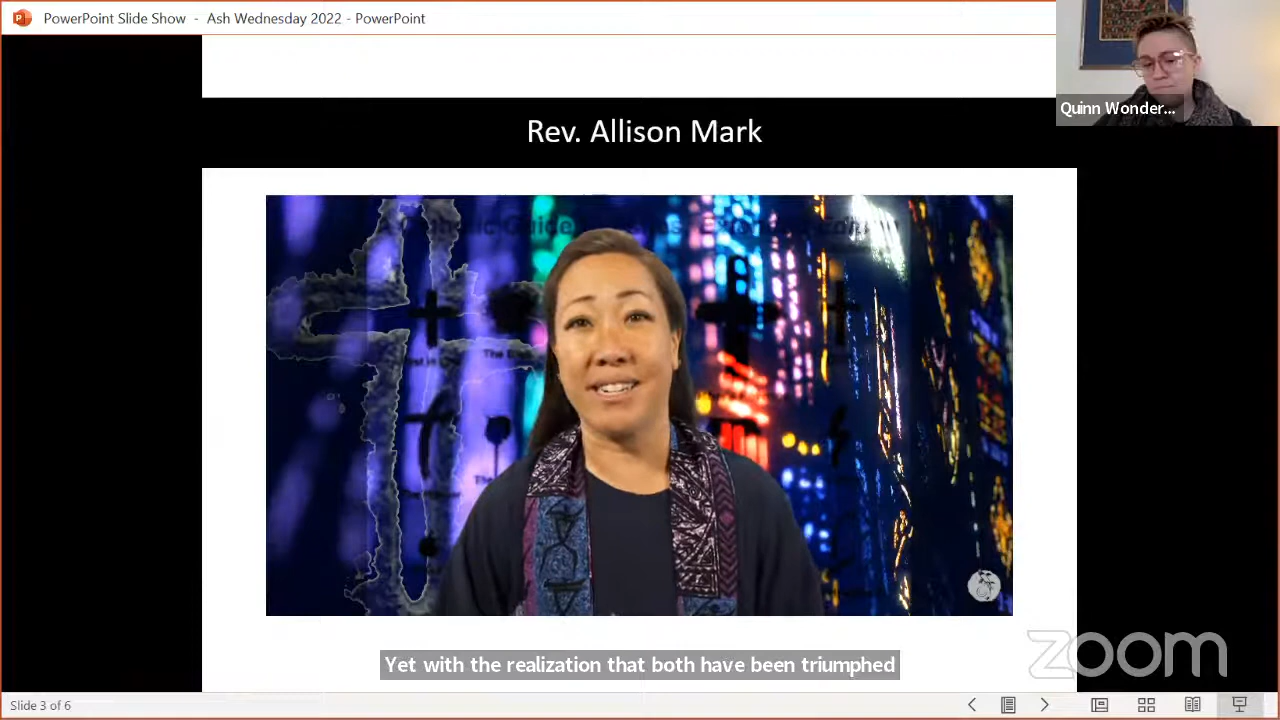 PowerPoint Slide Show - Ash Wednesday 2022 - PowerPoint
Quinn Wonder...
Rev. Allison Mark
Yet with the realization that both have been triumphed
zoom
Slide 3 of 6